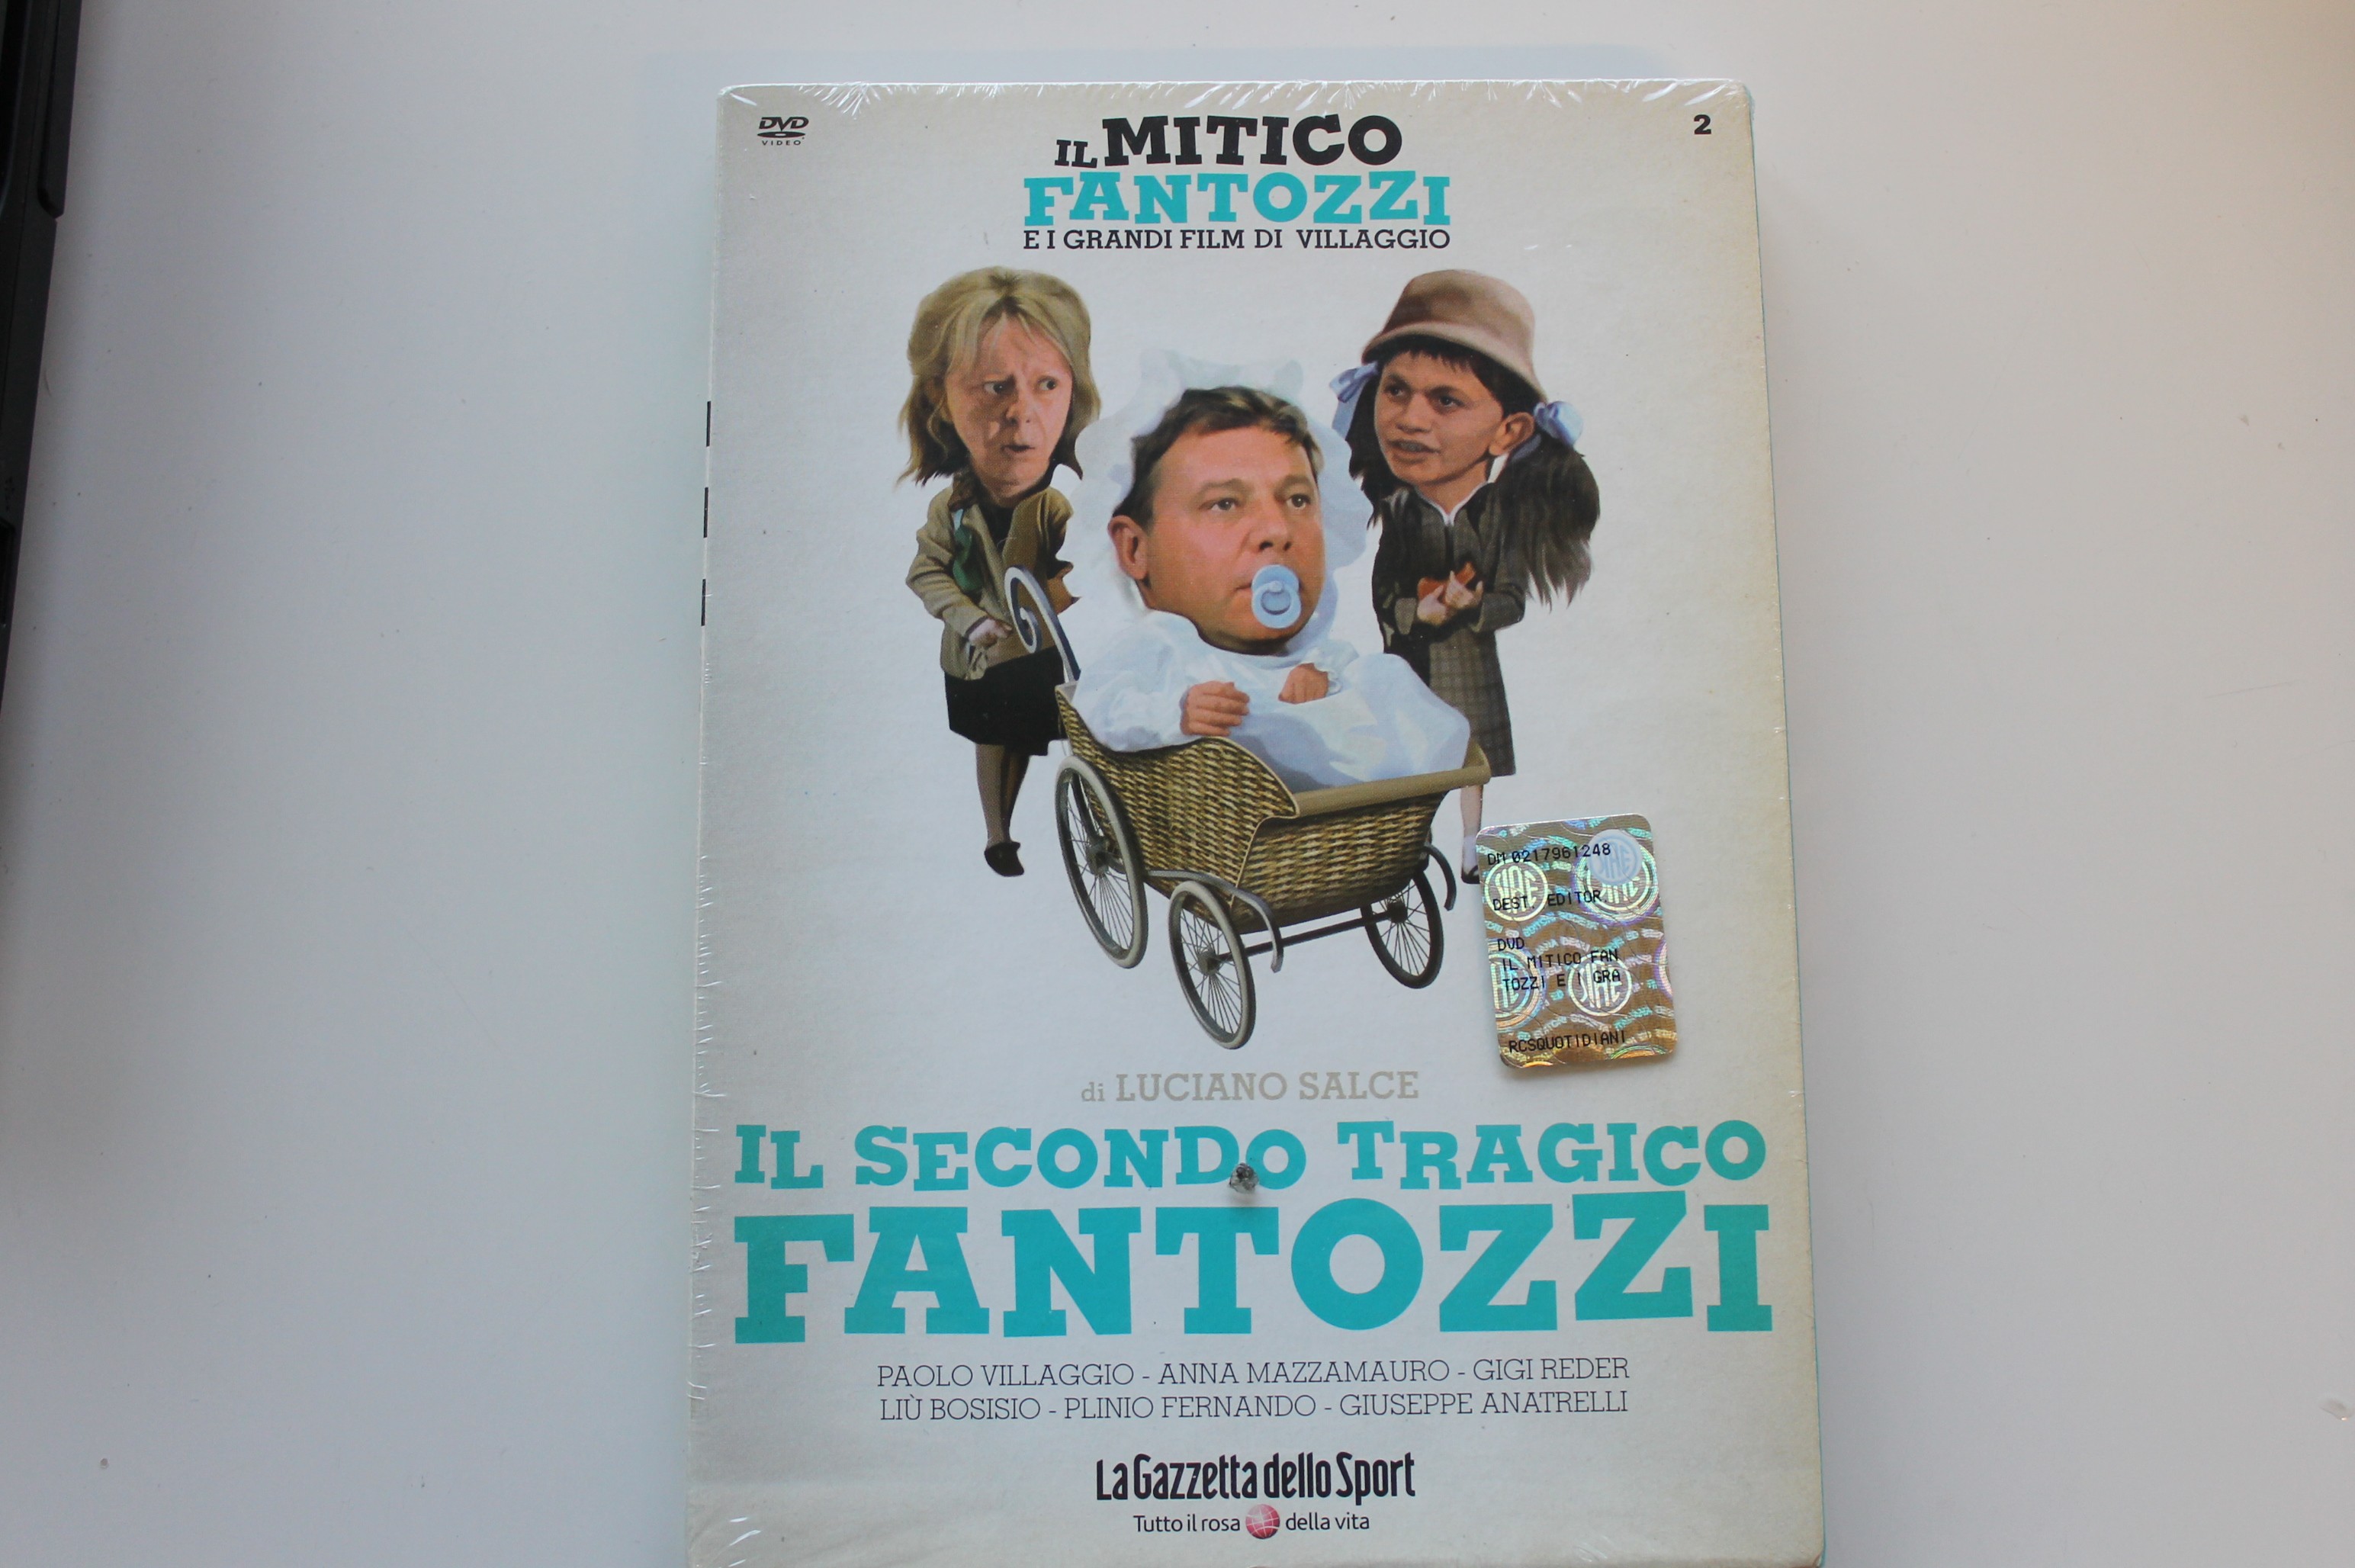 DVD
VIDEO
IL MITICO
2
FANTOZZI
E I GRANDI FILM DI VILLAGGIO
DM 0217961248
DEST. EDITOR.
DVD
IL MITICO FAN
TOZZI E I GRA
RCSQUOTIDIANI
SIAE
di LUCIANO SALCE
IL SECONDO TRAGICO
FANTOZZI
PAOLO VILLAGGIO - ANNA MAZZAMAURO - GIGI REDER
LIÙ BOSISIO - PLINIO FERNANDO - GIUSEPPE ANATRELLI
La Gazzetta dello Sport
Tutto il rosa della vita